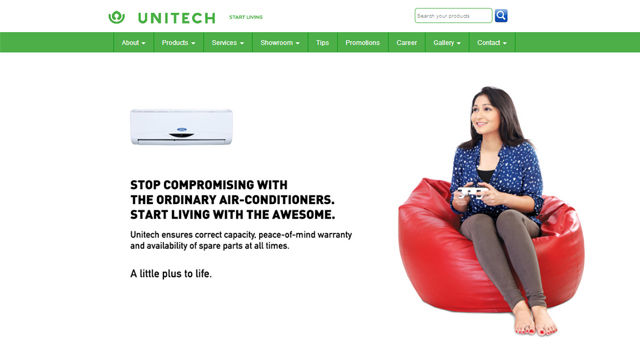 UNITECH START LIVING
Search your products
About Products Services Showroom Tips Promotions Career Gallery Contact
STOP COMPROMISING WITH
THE ORDINARY AIR-CONDITIONERS.
START LIVING WITH THE AWESOME.
Unitech ensures correct capacity, peace-of-mind warranty
and availability of spare parts at all times.
A little plus to life.